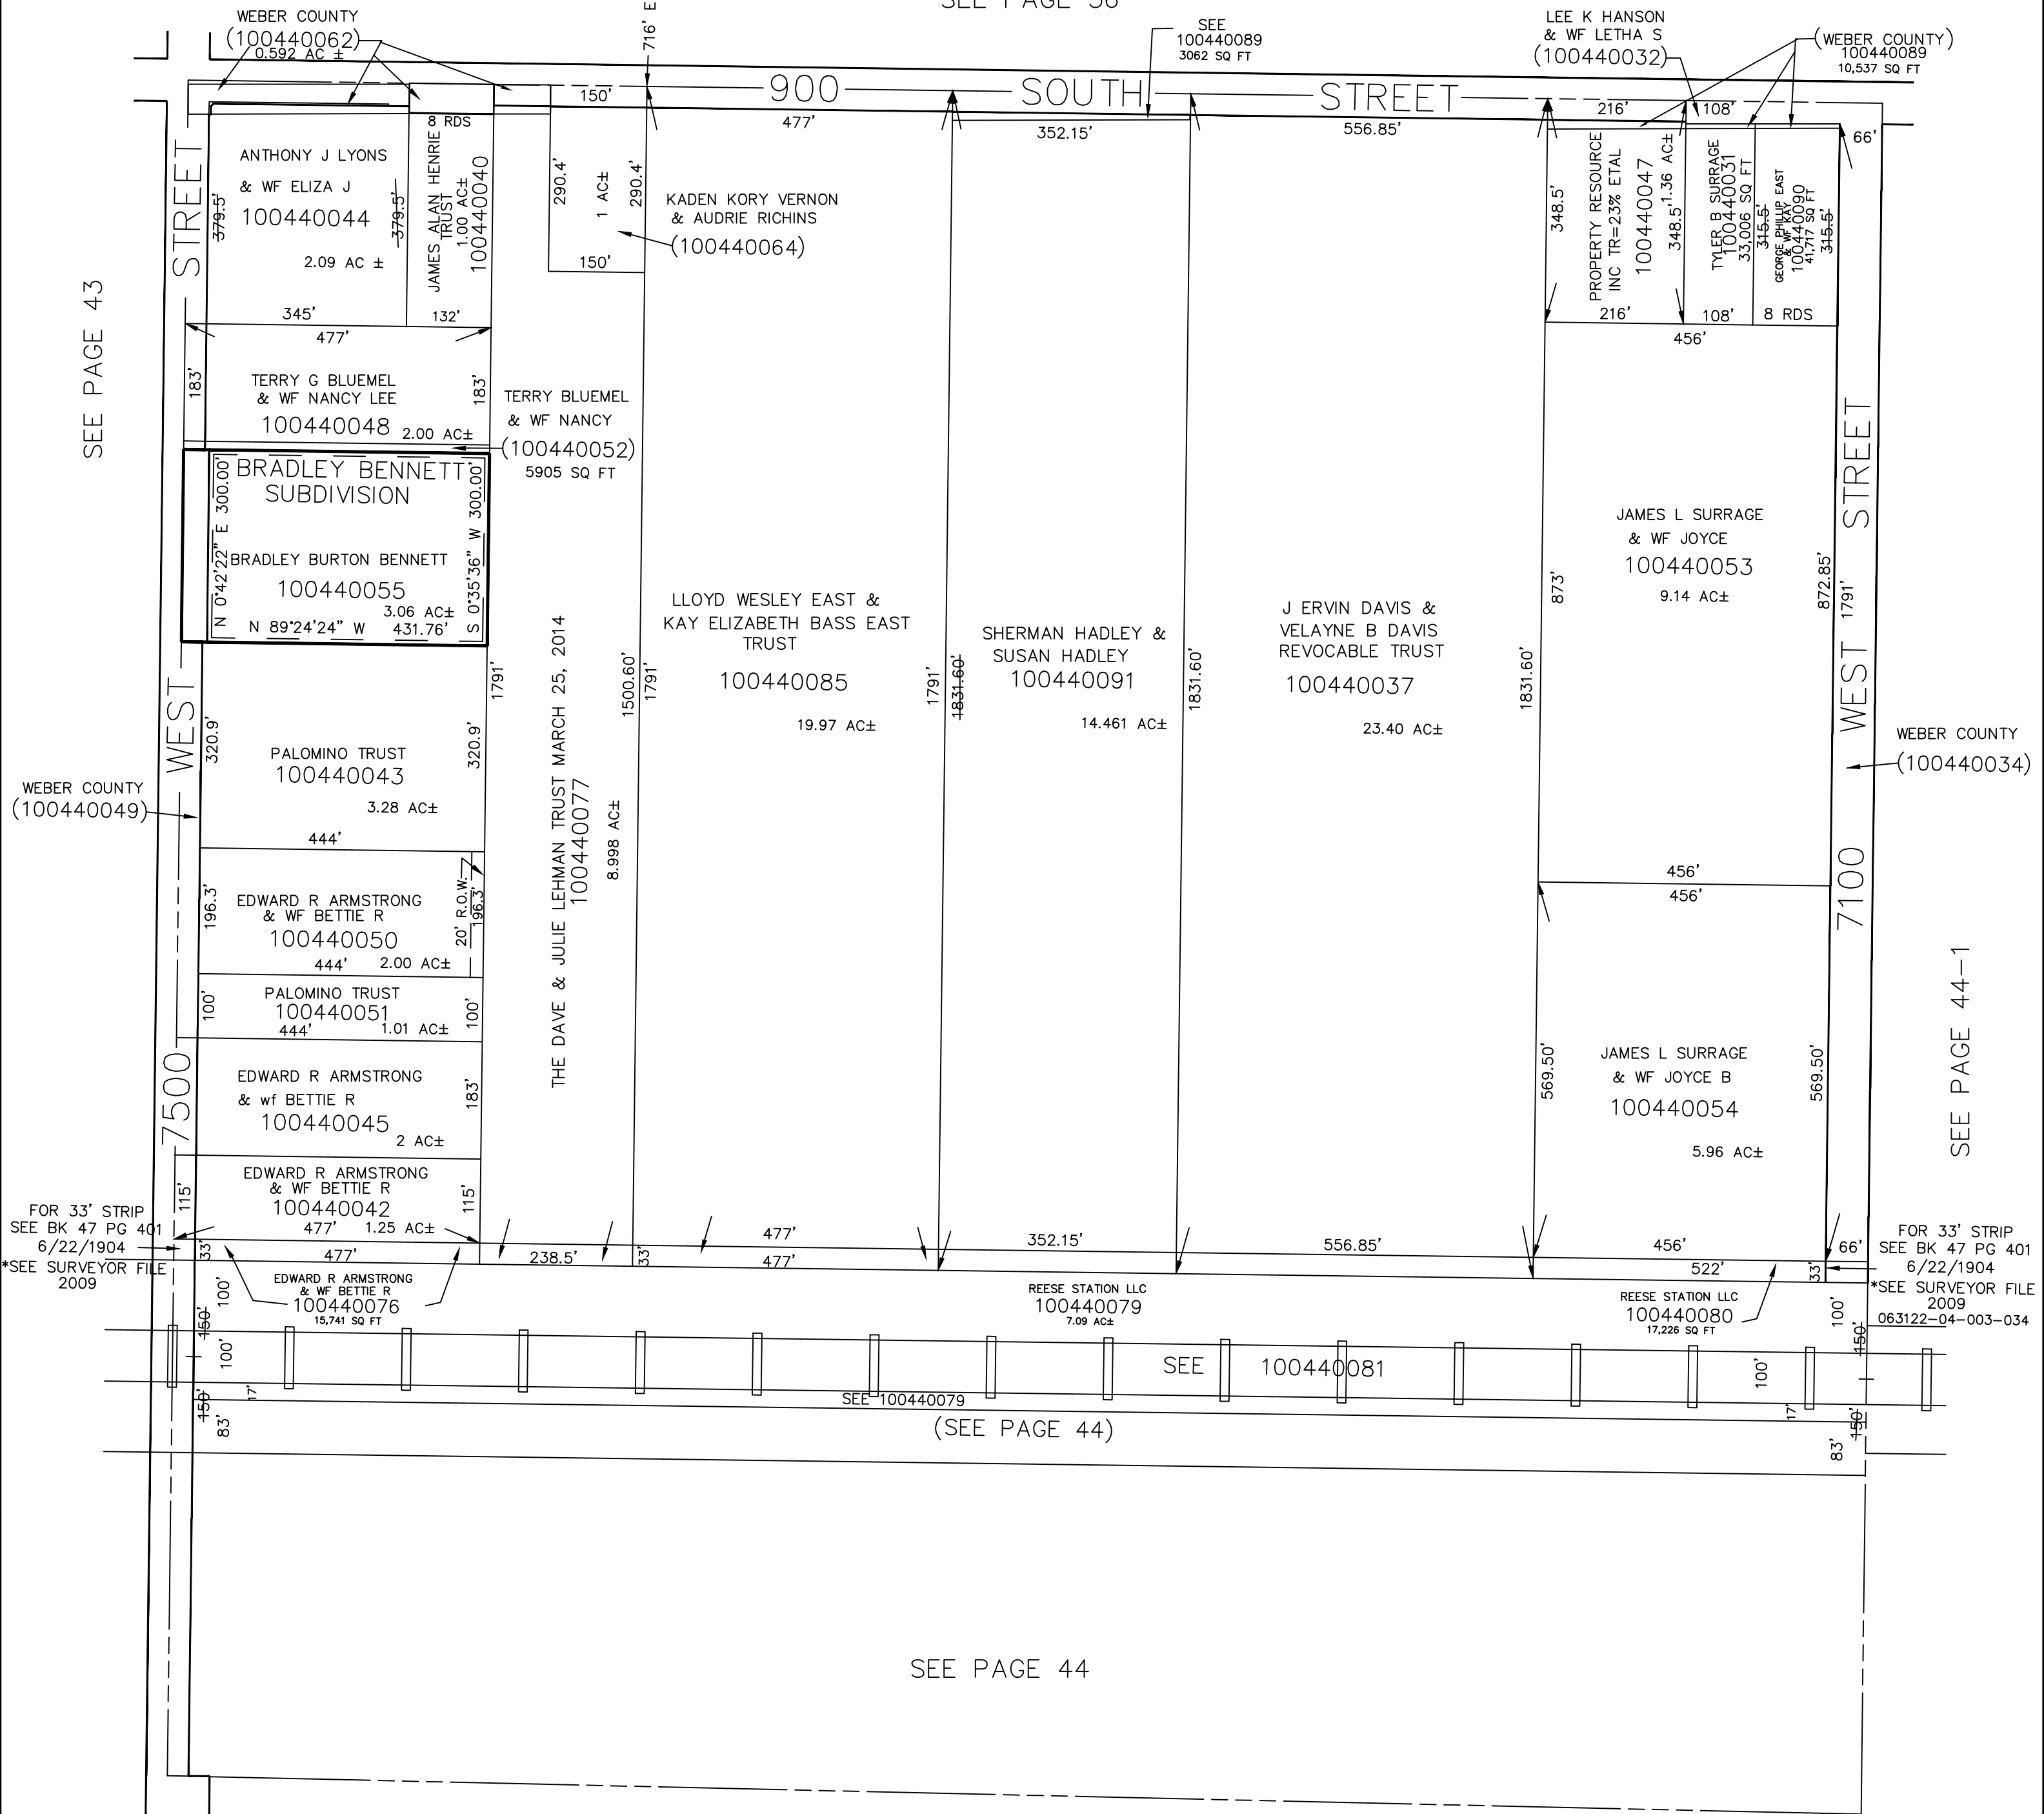 SEE PAGE 36
WEBER COUNTY
(100440062)
0.592 AC ±
716' E
SEE
100440089
3062 SQ FT
LEE K HANSON
& WF LETHA S
(100440032)
(WEBER COUNTY)
100440089
10,537 SQ FT
900 SOUTH STREET
150'
477'
352.15'
556.85'
216'
108'
66'
8 RDS
ANTHONY J LYONS
& WF ELIZA J
100440044
2.09 AC ±
379.5'
379.5'
345'
JAMES ALAN HENRIE
TRUST
1.00 AC±
100440040
132'
477'
290.4'
1 AC±
290.4'
150'
KADEN KORY VERNON
& AUDRIE RICHINS
(100440064)
348.5'
PROPERTY RESOURCE
INC TR=23% ETAL
100440047
1.36 AC±
348.5'
216'
TYLER B SURRAGE
100440031
33,006 SQ FT
315.5'
108'
GEORGE PHILLIP EAST
& WF KAY
100440090
41,717 SQ FT
315.5'
8 RDS
456'
SEE PAGE 43
STREET
WEST
7500
183'
TERRY G BLUEMEL
& WF NANCY LEE
100440048
2.00 AC±
183'
TERRY BLUEMEL
& WF NANCY
(100440052)
5905 SQ FT
BRADLEY BENNETT
SUBDIVISION
BRADLEY BURTON BENNETT
100440055
3.06 AC±
N 0°42'22" E 300.00'
S 0°35'36" W 300.00'
N 89°24'24" W 431.76'
THE DAVE & JULIE LEHMAN TRUST MARCH 25, 2014
100440077
8.998 AC±
1791'
1500.60'
1791'
LLOYD WESLEY EAST &
KAY ELIZABETH BASS EAST
TRUST
100440085
19.97 AC±
1791'
1831.60'
SHERMAN HADLEY &
SUSAN HADLEY
100440091
14.461 AC±
1831.60'
J ERVIN DAVIS &
VELAYNE B DAVIS
REVOCABLE TRUST
100440037
23.40 AC±
1831.60'
873'
JAMES L SURRAGE
& WF JOYCE
100440053
9.14 AC±
872.85'
1791'
7100 WEST STREET
WEBER COUNTY
(100440034)
320.9'
PALOMINO TRUST
100440043
3.28 AC±
320.9'
444'
WEBER COUNTY
(100440049)
196.3'
EDWARD R ARMSTRONG
& WF BETTIE R
100440050
444' 2.00 AC±
20' R.O.W.
196.3'
456'
456'
100'
PALOMINO TRUST
100440051
444' 1.01 AC±
100'
EDWARD R ARMSTRONG
& wf BETTIE R
100440045
2 AC±
183'
569.50'
JAMES L SURRAGE
& WF JOYCE B
100440054
5.96 AC±
569.50'
SEE PAGE 44-1
115'
EDWARD R ARMSTRONG
& WF BETTIE R
100440042
477' 1.25 AC±
115'
FOR 33' STRIP
SEE BK 47 PG 401
6/22/1904
*SEE SURVEYOR FILE
2009
33'
477'
238.5'
33'
477'
477'
352.15'
556.85'
456'
66'
522'
33'
FOR 33' STRIP
SEE BK 47 PG 401
6/22/1904
*SEE SURVEYOR FILE
2009
063122-04-003-034
100'
150'
EDWARD R ARMSTRONG
& WF BETTIE R
100440076
15,741 SQ FT
REESE STATION LLC
100440079
7.09 AC±
REESE STATION LLC
100440080
17,226 SQ FT
100'
150'
100'
SEE 100440081
100'
150'
17'
83'
SEE 100440079
17'
150'
83'
(SEE PAGE 44)
SEE PAGE 44